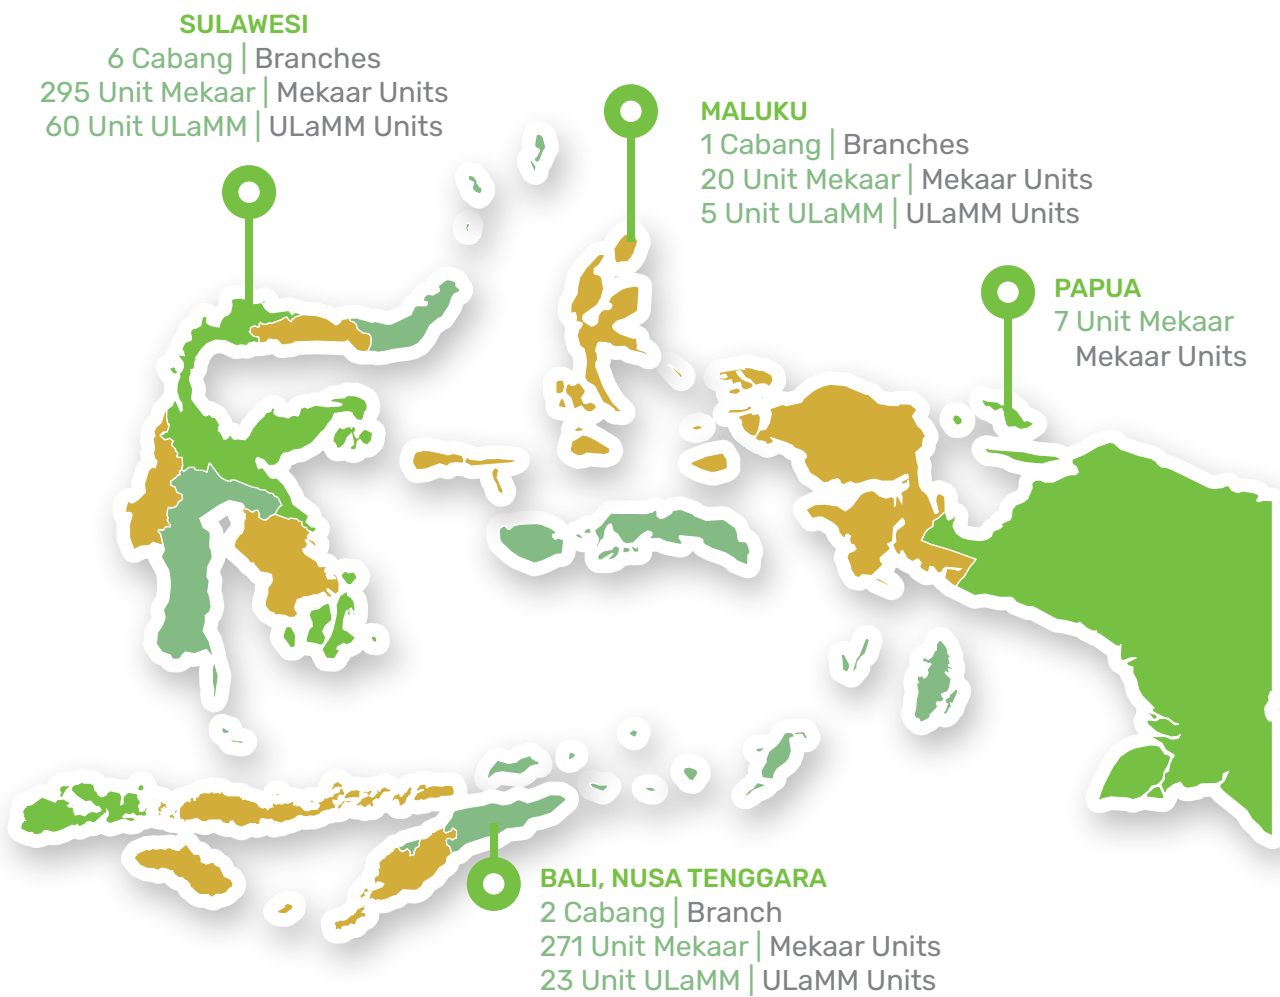 SULAWESI
6 Cabang | Branches
295 Unit Mekaar | Mekaar Units
60 Unit ULaMM | ULaMM Units
MALUKU
1 Cabang | Branches
20 Unit Mekaar | Mekaar Units
5 Unit ULaMM | ULaMM Units
PAPUA
7 Unit Mekaar
Mekaar Units
BALI, NUSA TENGGARA
2 Cabang | Branch
271 Unit Mekaar | Mekaar Units
23 Unit ULaMM | ULaMM Units